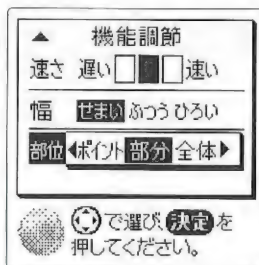 ▲ 機能調節
速さ 遅い 速い
幅 せまい ふつう ひろい
部位 ◀ポイント 部分 全体▶
で選び、決定を
押してください。